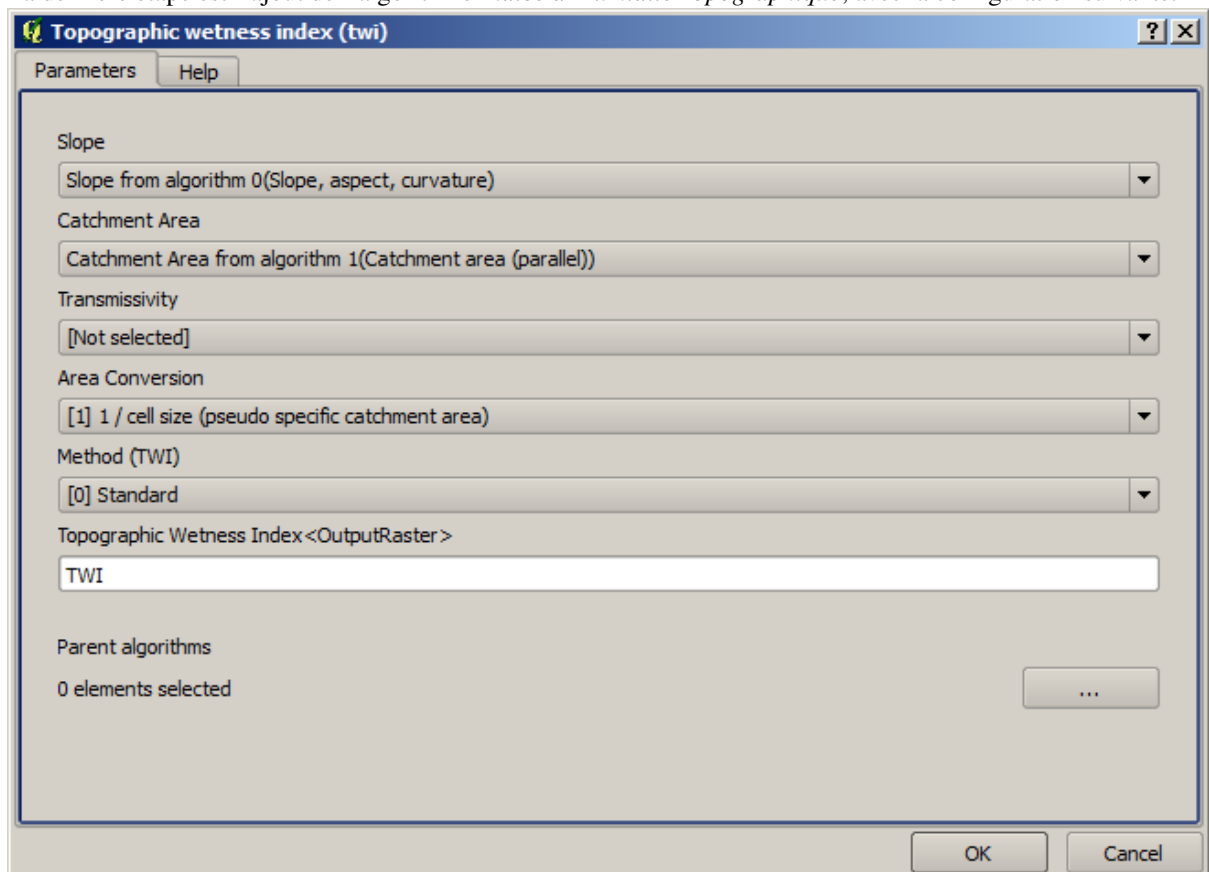 Topographic wetness index (twi)
Parameters
Help
Slope
Slope from algorithm 0(Slope, aspect, curvature)
Catchment Area
Catchment Area from algorithm 1(Catchment area (parallel))
Transmissivity
[Not selected]
Area Conversion
[1] 1 / cell size (pseudo specific catchment area)
Method (TWI)
[0] Standard
Topographic Wetness Index<OutputRaster>
TWI
Parent algorithms
0 elements selected
...
OK
Cancel